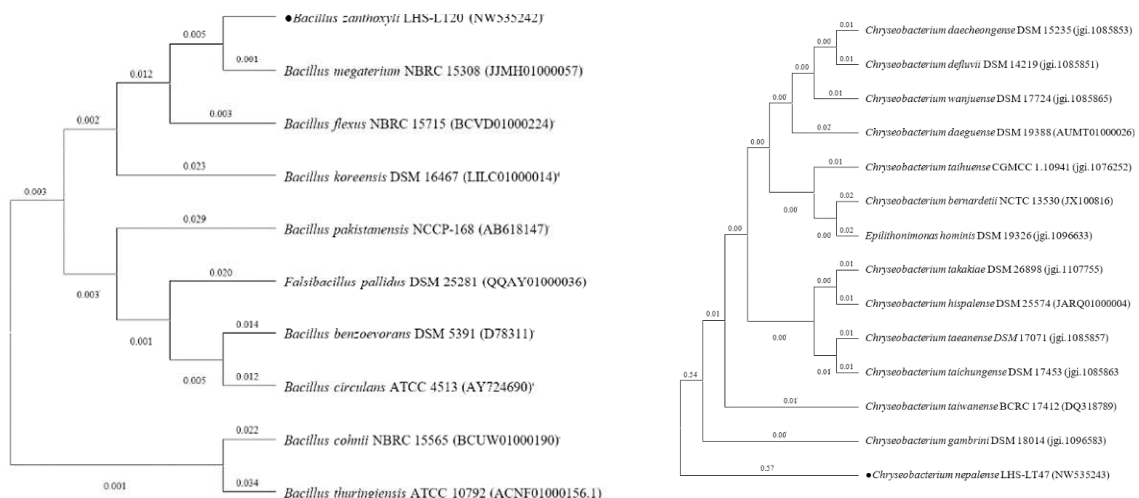 ●Bacillus zanthoxyli LHS-L120 (NW535242)
0.005
0.001
Bacillus megaterium NBRC 15308 (JJMH01000057)
0.012
0.003
Bacillus flexus NBRC 15715 (BCVD01000224)
0.002
0.023
Bacillus koreensis DSM 16467 (LILC01000014)
0.003
0.029
Bacillus pakistanensis NCCP-168 (AB618147)
0.020
Falsibacillus pallidus DSM 25281 (QQAY01000036)
0.003
0.014
Bacillus benzoevorans DSM 5391 (D78311)
0.001
0.012
0.005
Bacillus circulans ATCC 4513 (AY724690)
0.022
Bacillus cohnii NBRC 15565 (BCUW01000190)
0.034
0.001
Bacillus thuringiensis ATCC 10792 (ACNF01000156.1)
0.01
Chryseobacterium daecheongense DSM 15235 (jgi.1085853)
0.00
0.01
Chryseobacterium defluvii DSM 14219 (jgi.1085851)
0.00
0.01
Chryseobacterium wanjuense DSM 17724 (jgi.1085865)
0.00
0.02
Chryseobacterium daeguense DSM 19388 (AUMT01000026)
0.00
0.01
Chryseobacterium taihuense CGMCC 1.10941 (jgi.1076252)
0.02
Chryseobacterium bernardetii NCTC 13530 (JX100816)
0.00
0.00
0.02
Epilithonimonas hominis DSM 19326 (jgi.1096633)
0.00
0.01
Chryseobacterium takakiae DSM 26898 (jgi.1107755)
0.00
0.01
Chryseobacterium hispalense DSM 25574 (JARQ01000004)
0.01
0.00
0.01
Chryseobacterium taeanense DSM 17071 (jgi.1085857)
0.01
0.01
Chryseobacterium taichungense DSM 17453 (jgi.1085863
0.54
0.01
Chryseobacterium taiwanense BCRC 17412 (DQ318789)
0.00
Chryseobacterium gambrini DSM 18014 (jgi.1096583)
0.57
●Chryseobacterium nepalense LHS-LT47 (NW535243)